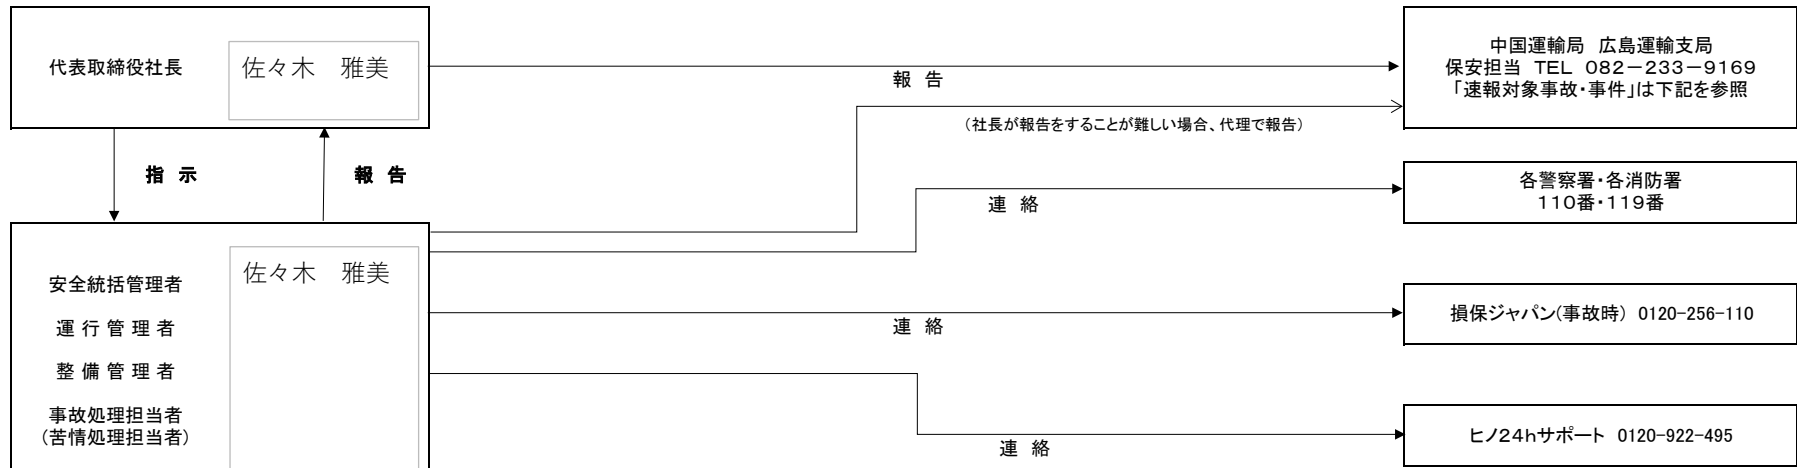 代表取締役社長
佐々木　雅美
報 告
中国運輸局　広島運輸支局
保安担当　TEL　082－233－9169
「速報対象事故・事件」は下記を参照
（社長が報告をすることが難しい場合、代理で報告）
指 示
報 告
連 絡
各警察署・各消防署
110番・119番
安全統括管理者
佐々木　雅美
運 行 管 理 者
整 備 管 理 者
事故処理担当者
(苦情処理担当者)
連 絡
損保ジャパン(事故時)　0120-256-110
連 絡
ヒノ24hサポート　0120-922-495